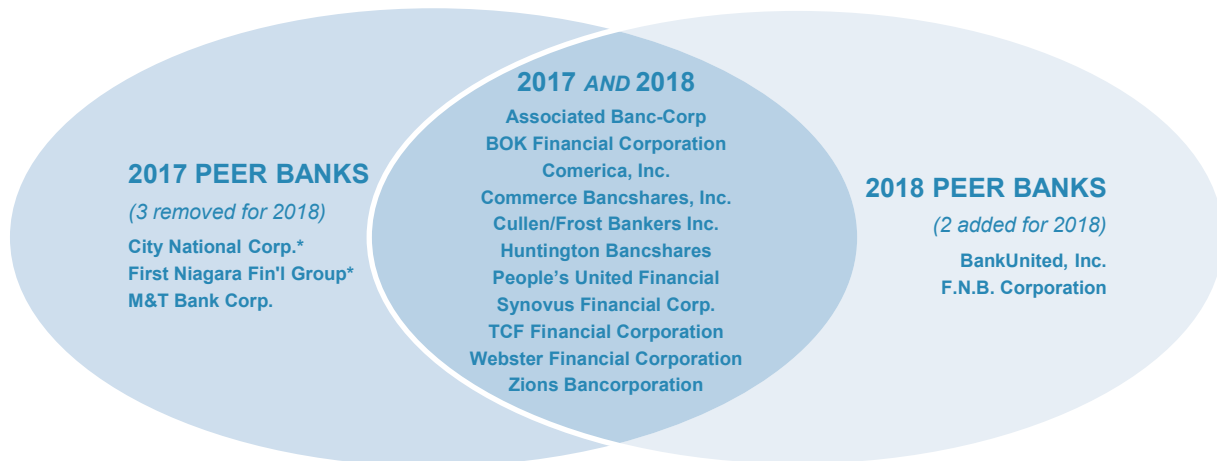 2017 PEER BANKS
(3 removed for 2018)
City National Corp.*
First Niagara Fin'l Group*
M&T Bank Corp.
2017 AND 2018
Associated Banc-Corp
BOK Financial Corporation
Comerica, Inc.
Commerce Bancshares, Inc.
Cullen/Frost Bankers Inc.
Huntington Bancshares
People’s United Financial
Synovus Financial Corp.
TCF Financial Corporation
Webster Financial Corporation
Zions Bancorporation
2018 PEER BANKS
(2 added for 2018)
BankUnited, Inc.
F.N.B. Corporation